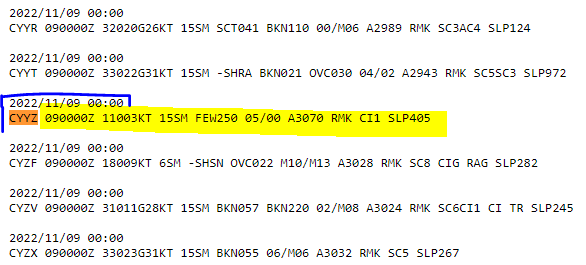 2022/11/09 00:00
CYYR 090000Z 32020G26KT 15SM SCT041 BKN110 00/M06 A2989 RMK SC3AC4 SLP124
2022/11/09 00:00
CYYT 090000Z 33022G31KT 15SM -SHRA BKN021 OVC030 04/02 A2943 RMK SC5SC3 SLP972
2022/11/09 00:00
CYYZ 090000Z 11003KT 15SM FEW250 05/00 A3070 RMK CI1 SLP405
2022/11/09 00:00
CYZF 090000Z 18009KT 6SM -SHSN OVC022 M10/M13 A3028 RMK SC8 CIG RAG SLP282
2022/11/09 00:00
CYZV 090000Z 31011G28KT 15SM BKN057 BKN220 02/M08 A3024 RMK SC6CI1 CI TR SLP245
2022/11/09 00:00
CYZX 090000Z 33023G31KT 15SM BKN055 06/M06 A3032 RMK SC5 SLP267